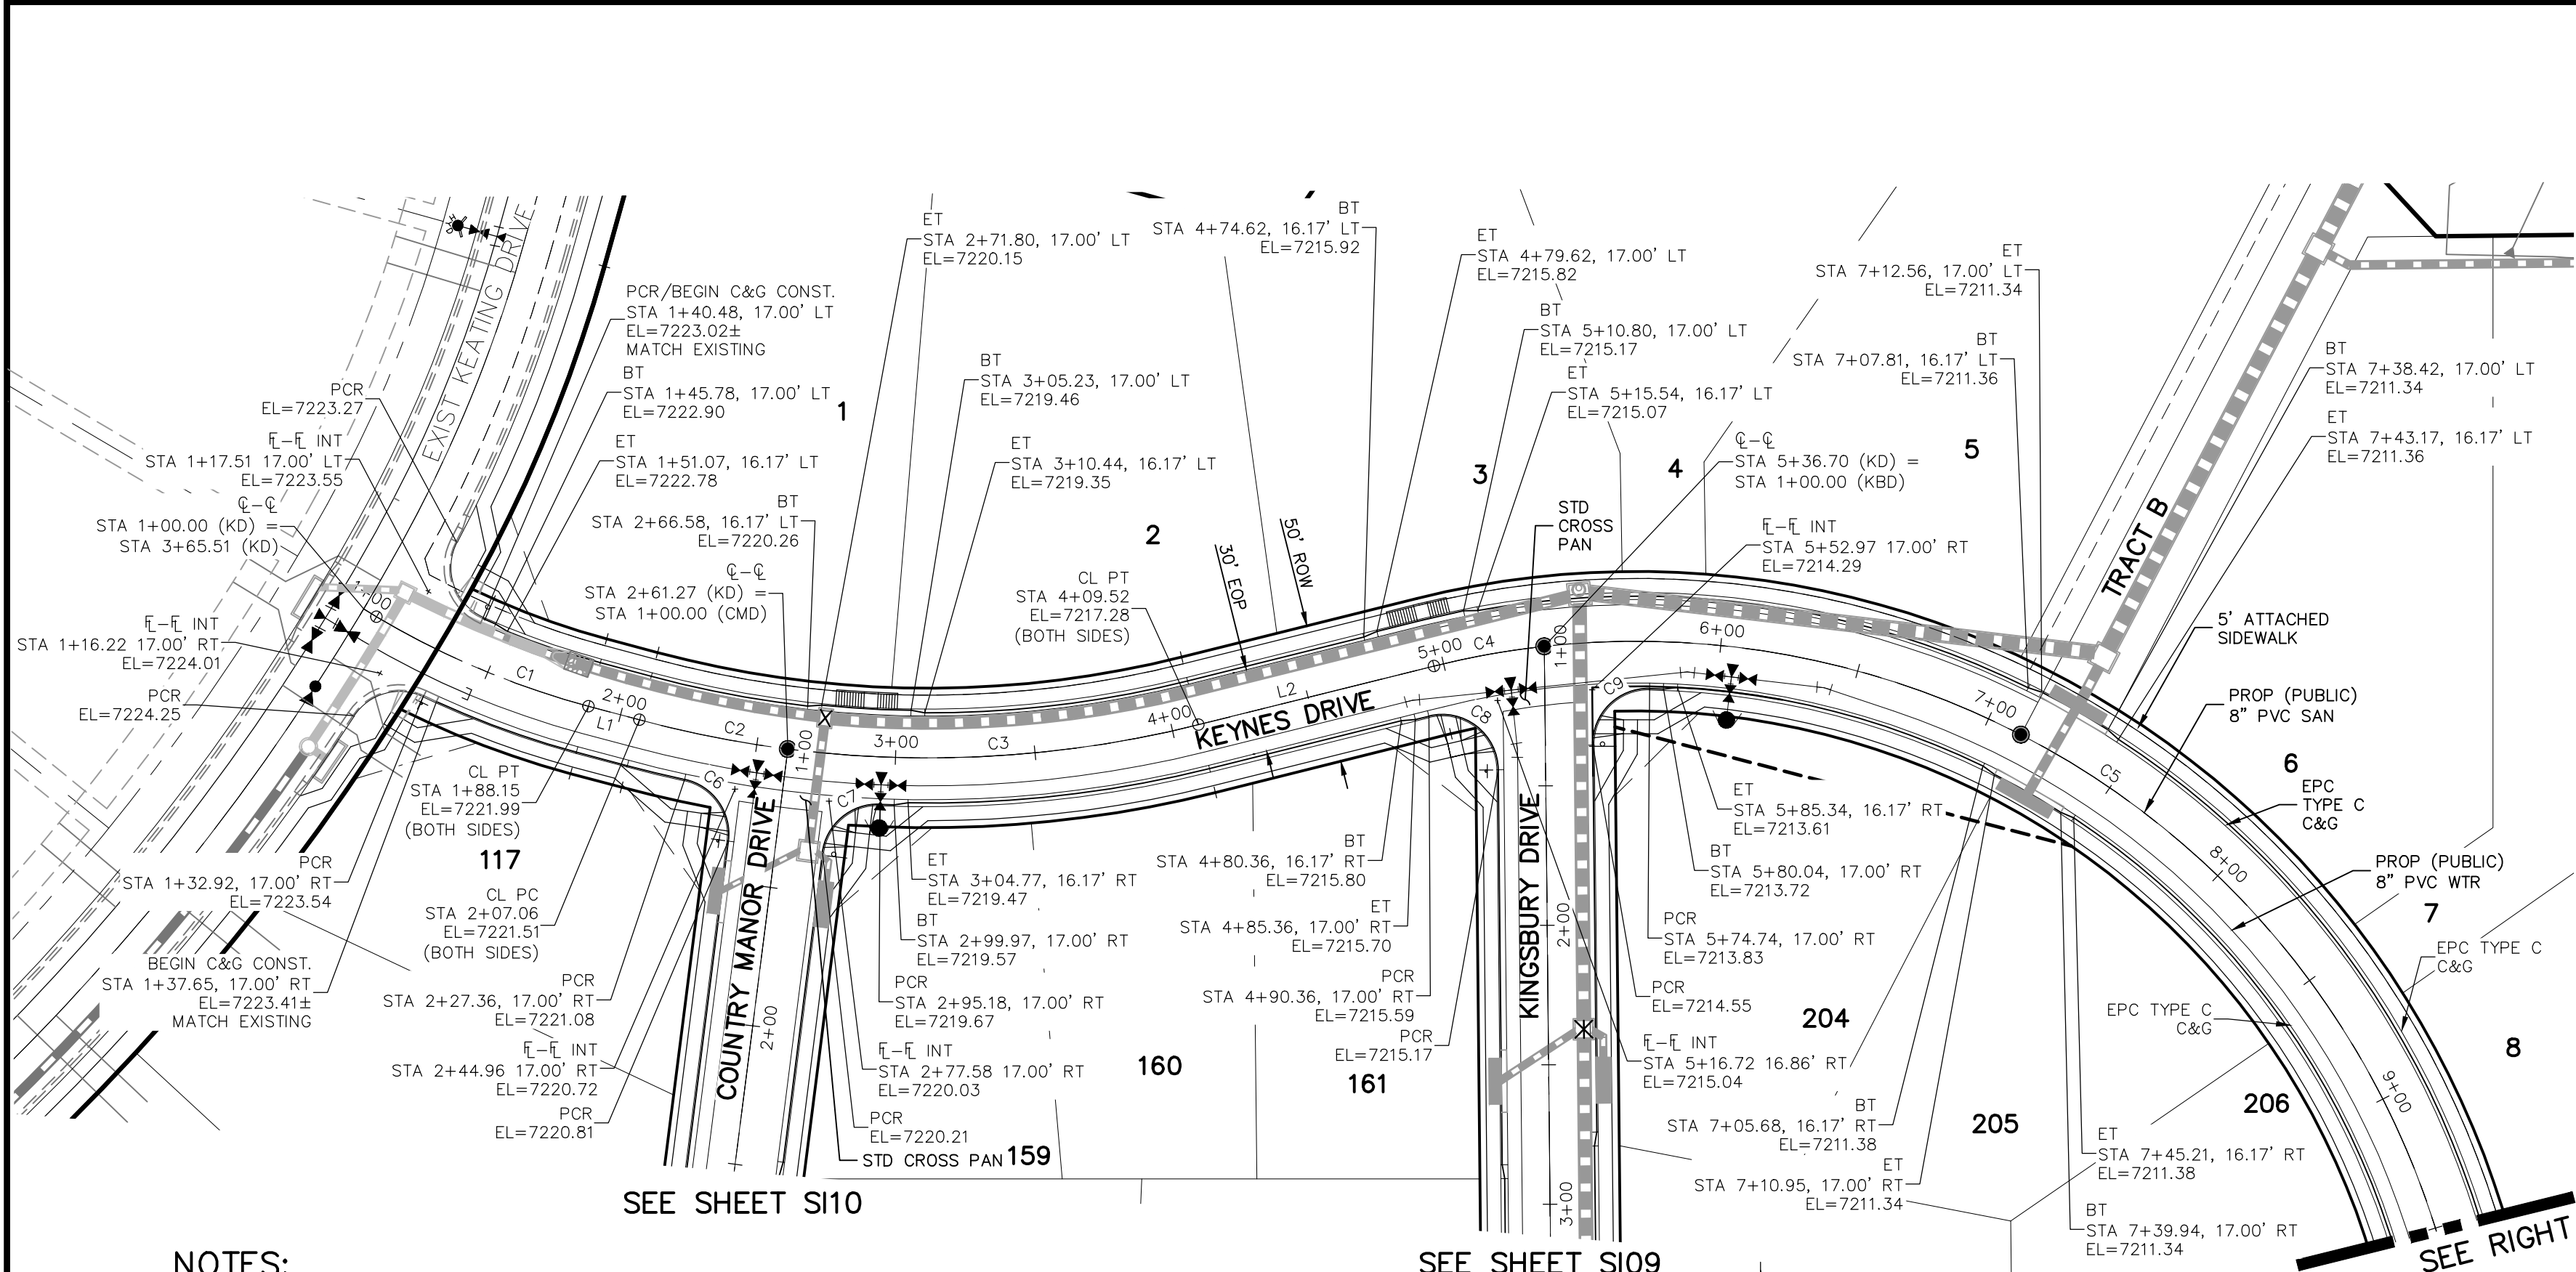 ET
STA 2+71.80, 17.00' LT
EL=7220.15
BT
STA 4+74.62, 16.17' LT
EL=7215.92
ET
STA 4+79.62, 17.00' LT
EL=7215.82
ET
STA 7+12.56, 17.00' LT
EL=7211.34
PCR/BEGIN C&G CONST.
STA 1+40.48, 17.00' LT
EL=7223.02±
MATCH EXISTING
BT
STA 5+10.80, 17.00' LT
EL=7215.17
BT
STA 7+07.81, 16.17' LT
EL=7211.36
BT
STA 7+38.42, 17.00' LT
EL=7211.34
EXIST KEATING DRIVE
PCR
EL=7223.27
BT
STA 1+45.78, 17.00' LT
EL=7222.90
1
BT
STA 3+05.23, 17.00' LT
EL=7219.46
ET
STA 5+15.54, 16.17' LT
EL=7215.07
ET
STA 7+43.17, 16.17' LT
EL=7211.36
℄-℄ INT
STA 1+17.51 17.00' LT
EL=7223.55
ET
STA 1+51.07, 16.17' LT
EL=7222.78
ET
STA 3+10.44, 16.17' LT
EL=7219.35
3
4
5
℄-℄
STA 5+36.70 (KD) =
STA 1+00.00 (KBD)
℄-℄
STA 1+00.00 (KD) =
STA 3+65.51 (KD)
BT
STA 2+66.58, 16.17' LT
EL=7220.26
2
STD
CROSS
PAN
℄-℄ INT
STA 5+52.97 17.00' RT
EL=7214.29
TRACT B
℄-℄
STA 2+61.27 (KD) =
STA 1+00.00 (CMD)
CL PT
STA 4+09.52
EL=7217.28
(BOTH SIDES)
30' EOP
50' ROW
5' ATTACHED
SIDEWALK
℄-℄ INT
STA 1+16.22 17.00' RT
EL=7224.01
PCR
EL=7224.25
C1
L1
2+00
C2
1+00
3+00
C3
4+00
L2
5+00
C4
1+00
6+00
7+00
C5
8+00
9+00
KEYNES DRIVE
C6
C7
C8
C9
PROP (PUBLIC)
8" PVC SAN
6
EPC
TYPE C
C&G
CL PT
STA 1+88.15
EL=7221.99
(BOTH SIDES)
117
COUNTRY MANOR DRIVE
2+00
KINGSBURY DRIVE
2+00
3+00
ET
STA 5+85.34, 16.17' RT
EL=7213.61
BT
STA 5+80.04, 17.00' RT
EL=7213.72
PROP (PUBLIC)
8" PVC WTR
7
PCR
STA 1+32.92, 17.00' RT
EL=7223.54
CL PC
STA 2+07.06
EL=7221.51
(BOTH SIDES)
ET
STA 3+04.77, 16.17' RT
EL=7219.47
BT
STA 4+80.36, 16.17' RT
EL=7215.80
BT
STA 2+99.97, 17.00' RT
EL=7219.57
ET
STA 4+85.36, 17.00' RT
EL=7215.70
PCR
STA 5+74.74, 17.00' RT
EL=7213.83
EPC TYPE C
C&G
BEGIN C&G CONST.
STA 1+37.65, 17.00' RT
EL=7223.41±
MATCH EXISTING
PCR
STA 2+27.36, 17.00' RT
EL=7221.08
PCR
STA 2+95.18, 17.00' RT
EL=7219.67
PCR
STA 4+90.36, 17.00' RT
EL=7215.59
PCR
EL=7214.55
204
EPC TYPE C
C&G
8
℄-℄ INT
STA 2+44.96 17.00' RT
EL=7220.72
℄-℄ INT
STA 2+77.58 17.00' RT
EL=7220.03
160
PCR
EL=7215.17
161
℄-℄ INT
STA 5+16.72 16.86' RT
EL=7215.04
206
PCR
EL=7220.81
PCR
EL=7220.21
STD CROSS PAN
159
BT
STA 7+05.68, 16.17' RT
EL=7211.38
205
ET
STA 7+45.21, 16.17' RT
EL=7211.38
ET
STA 7+10.95, 17.00' RT
EL=7211.34
BT
STA 7+39.94, 17.00' RT
EL=7211.34
SEE SHEET SI10
SEE SHEET SI09
SEE RIGHT
NOTES: